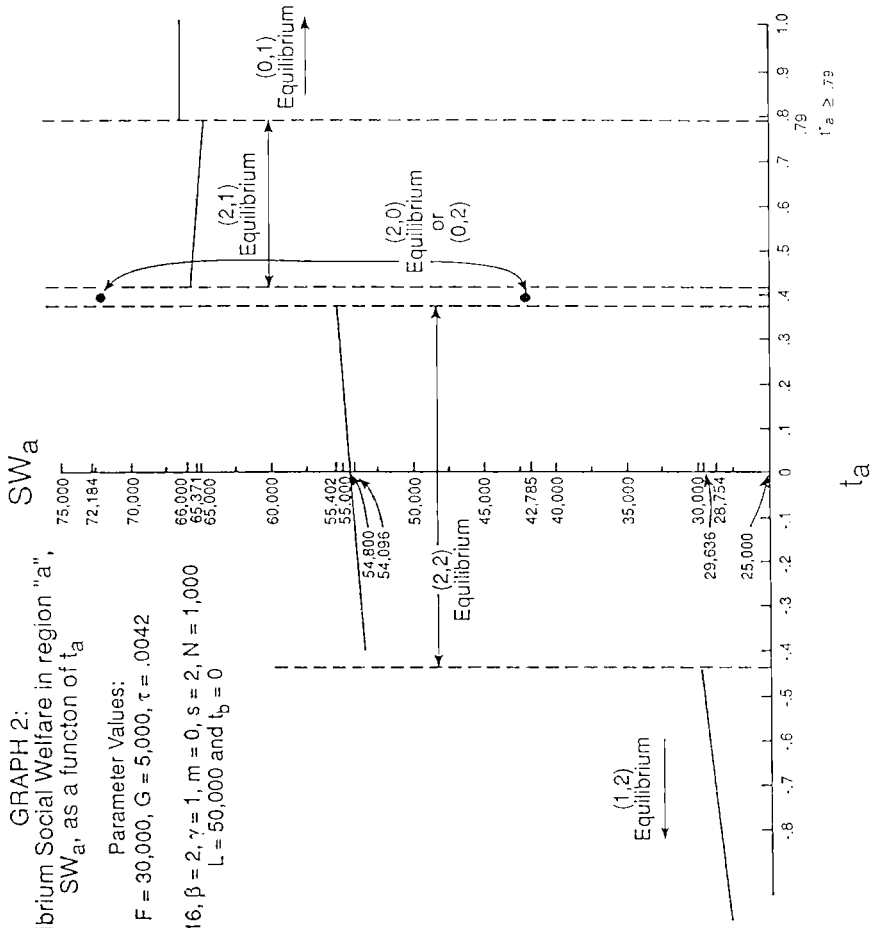 GRAPH 2:
librium Social Welfare in region "a",
SWa, as a functon of ta
Parameter Values:
F = 30,000, G = 5,000, τ = .0042
16, β = 2, γ = 1, m = 0, s = 2, N = 1,000
L = 50,000 and tb = 0
SWa
75,000
72,184
70,000
66,000
65,371
65,000
60,000
55,402
55,000
54,800
54,096
50,000
45,000
42,785
40,000
35,000
30,000
29,636
28,754
25,000
(1,2)
Equilibrium
(2,2)
Equilibrium
(2,0)
Equilibrium
or
(0,2)
(2,1)
Equilibrium
(0,1)
Equilibrium
-.8
-.7
-.6
-.5
-.4
-.3
-.2
-.1
0
.1
.2
.3
.4
.5
.6
.7
.79
.8
.9
1.0
ta ≥ .79
ta